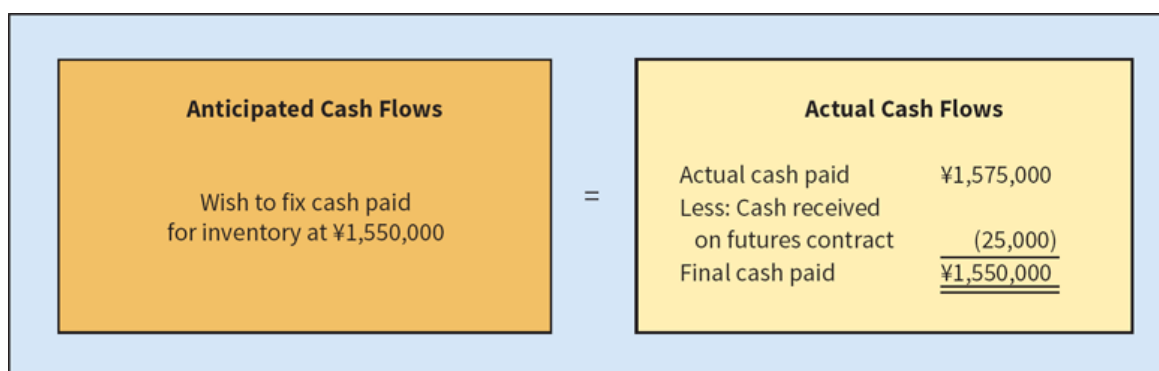 Anticipated Cash Flows
Wish to fix cash paid
for inventory at ¥1,550,000
=
Actual Cash Flows
Actual cash paid ¥1,575,000
Less: Cash received
on futures contract (25,000)
Final cash paid ¥1,550,000